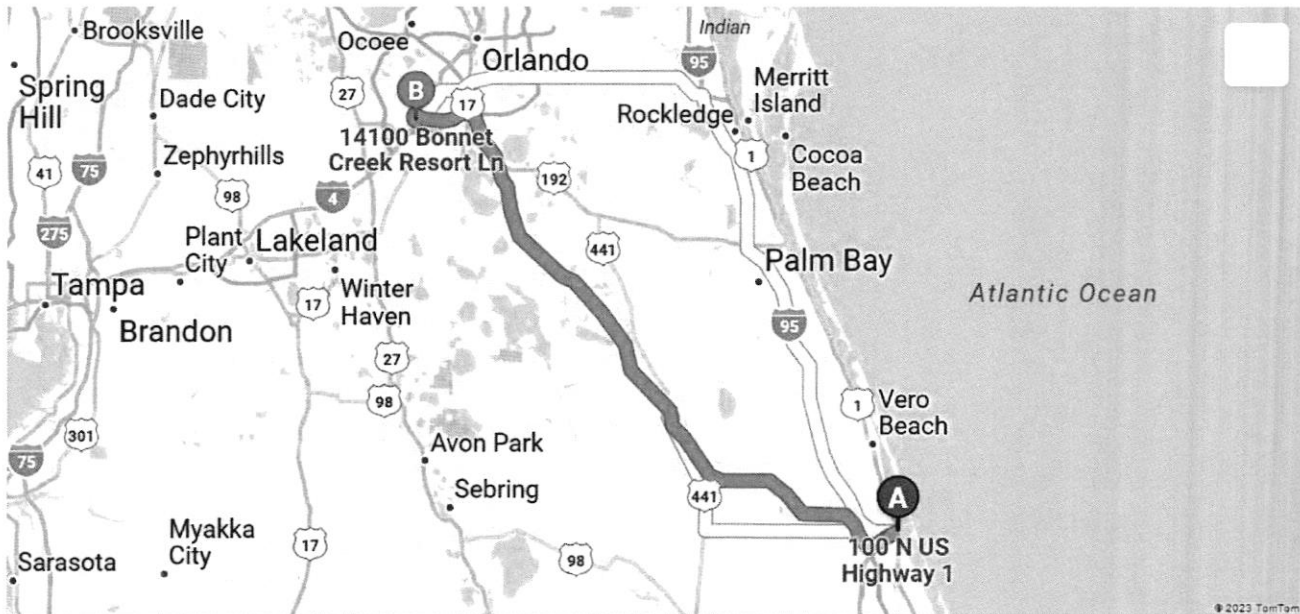 Brooksville
Ocoee
Indian
95
Spring
Hill
Dade City
27
Orlando
Merritt
Island
B
17
Rockledge
14100 Bonnet
Creek Resort Ln
Zephyrhills
75
41
98
4
192
1
Cocoa
Beach
275
Plant
City
Lakeland
441
Palm Bay
Tampa
17
Winter
Haven
Atlantic Ocean
Brandon
95
27
98
1
Vero
Beach
301
75
Avon Park
Sebring
441
A
100 N US
Highway 1
Myakka
City
17
98
Sarasota
© 2023 TomTom